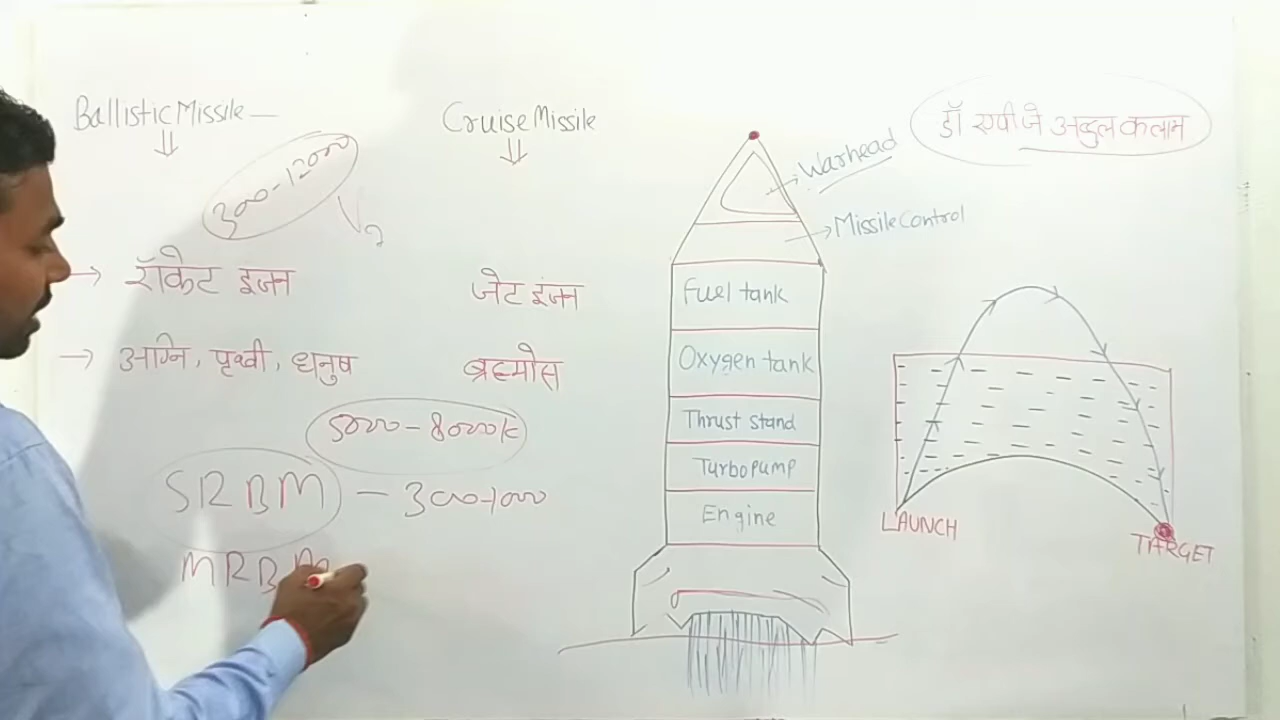 Ballistic Missile —
⇓
300-12000
V2
→ रॉकेट इंजन
→ अग्नि, पृथ्वी, धनुष
5000-8000k
SRBM – 300-1000
MRBM
Cruise Missile
⇓
जेट इंजन
ब्रह्मोस
Warhead
Missile Control
Fuel tank
Oxygen tank
Thrust stand
Turbo pump
Engine
डॉ एपीजे अब्दुल कलाम
LAUNCH
TARGET